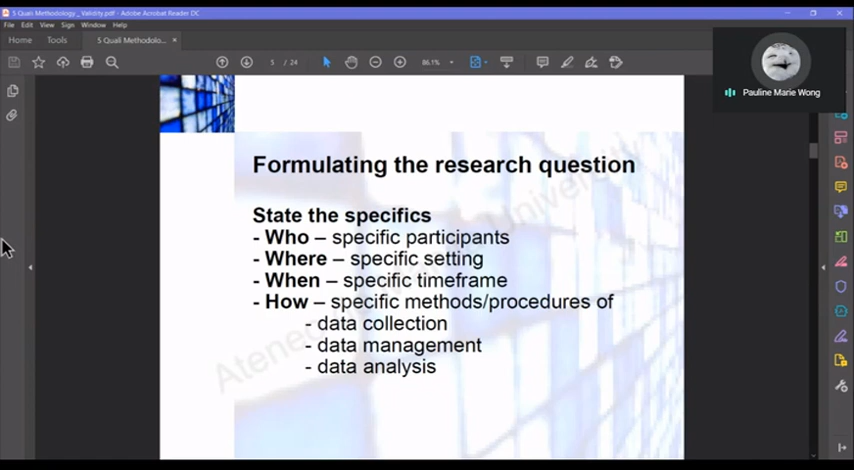 5 Quali Methodology _ Validity.pdf - Adobe Acrobat Reader DC
File Edit View Sign Window Help
Home Tools 5 Quali Methodolo... ×
5 / 24 86.1%
Pauline Marie Wong
Formulating the research question
State the specifics
- Who – specific participants
- Where – specific setting
- When – specific timeframe
- How – specific methods/procedures of
- data collection
- data management
- data analysis